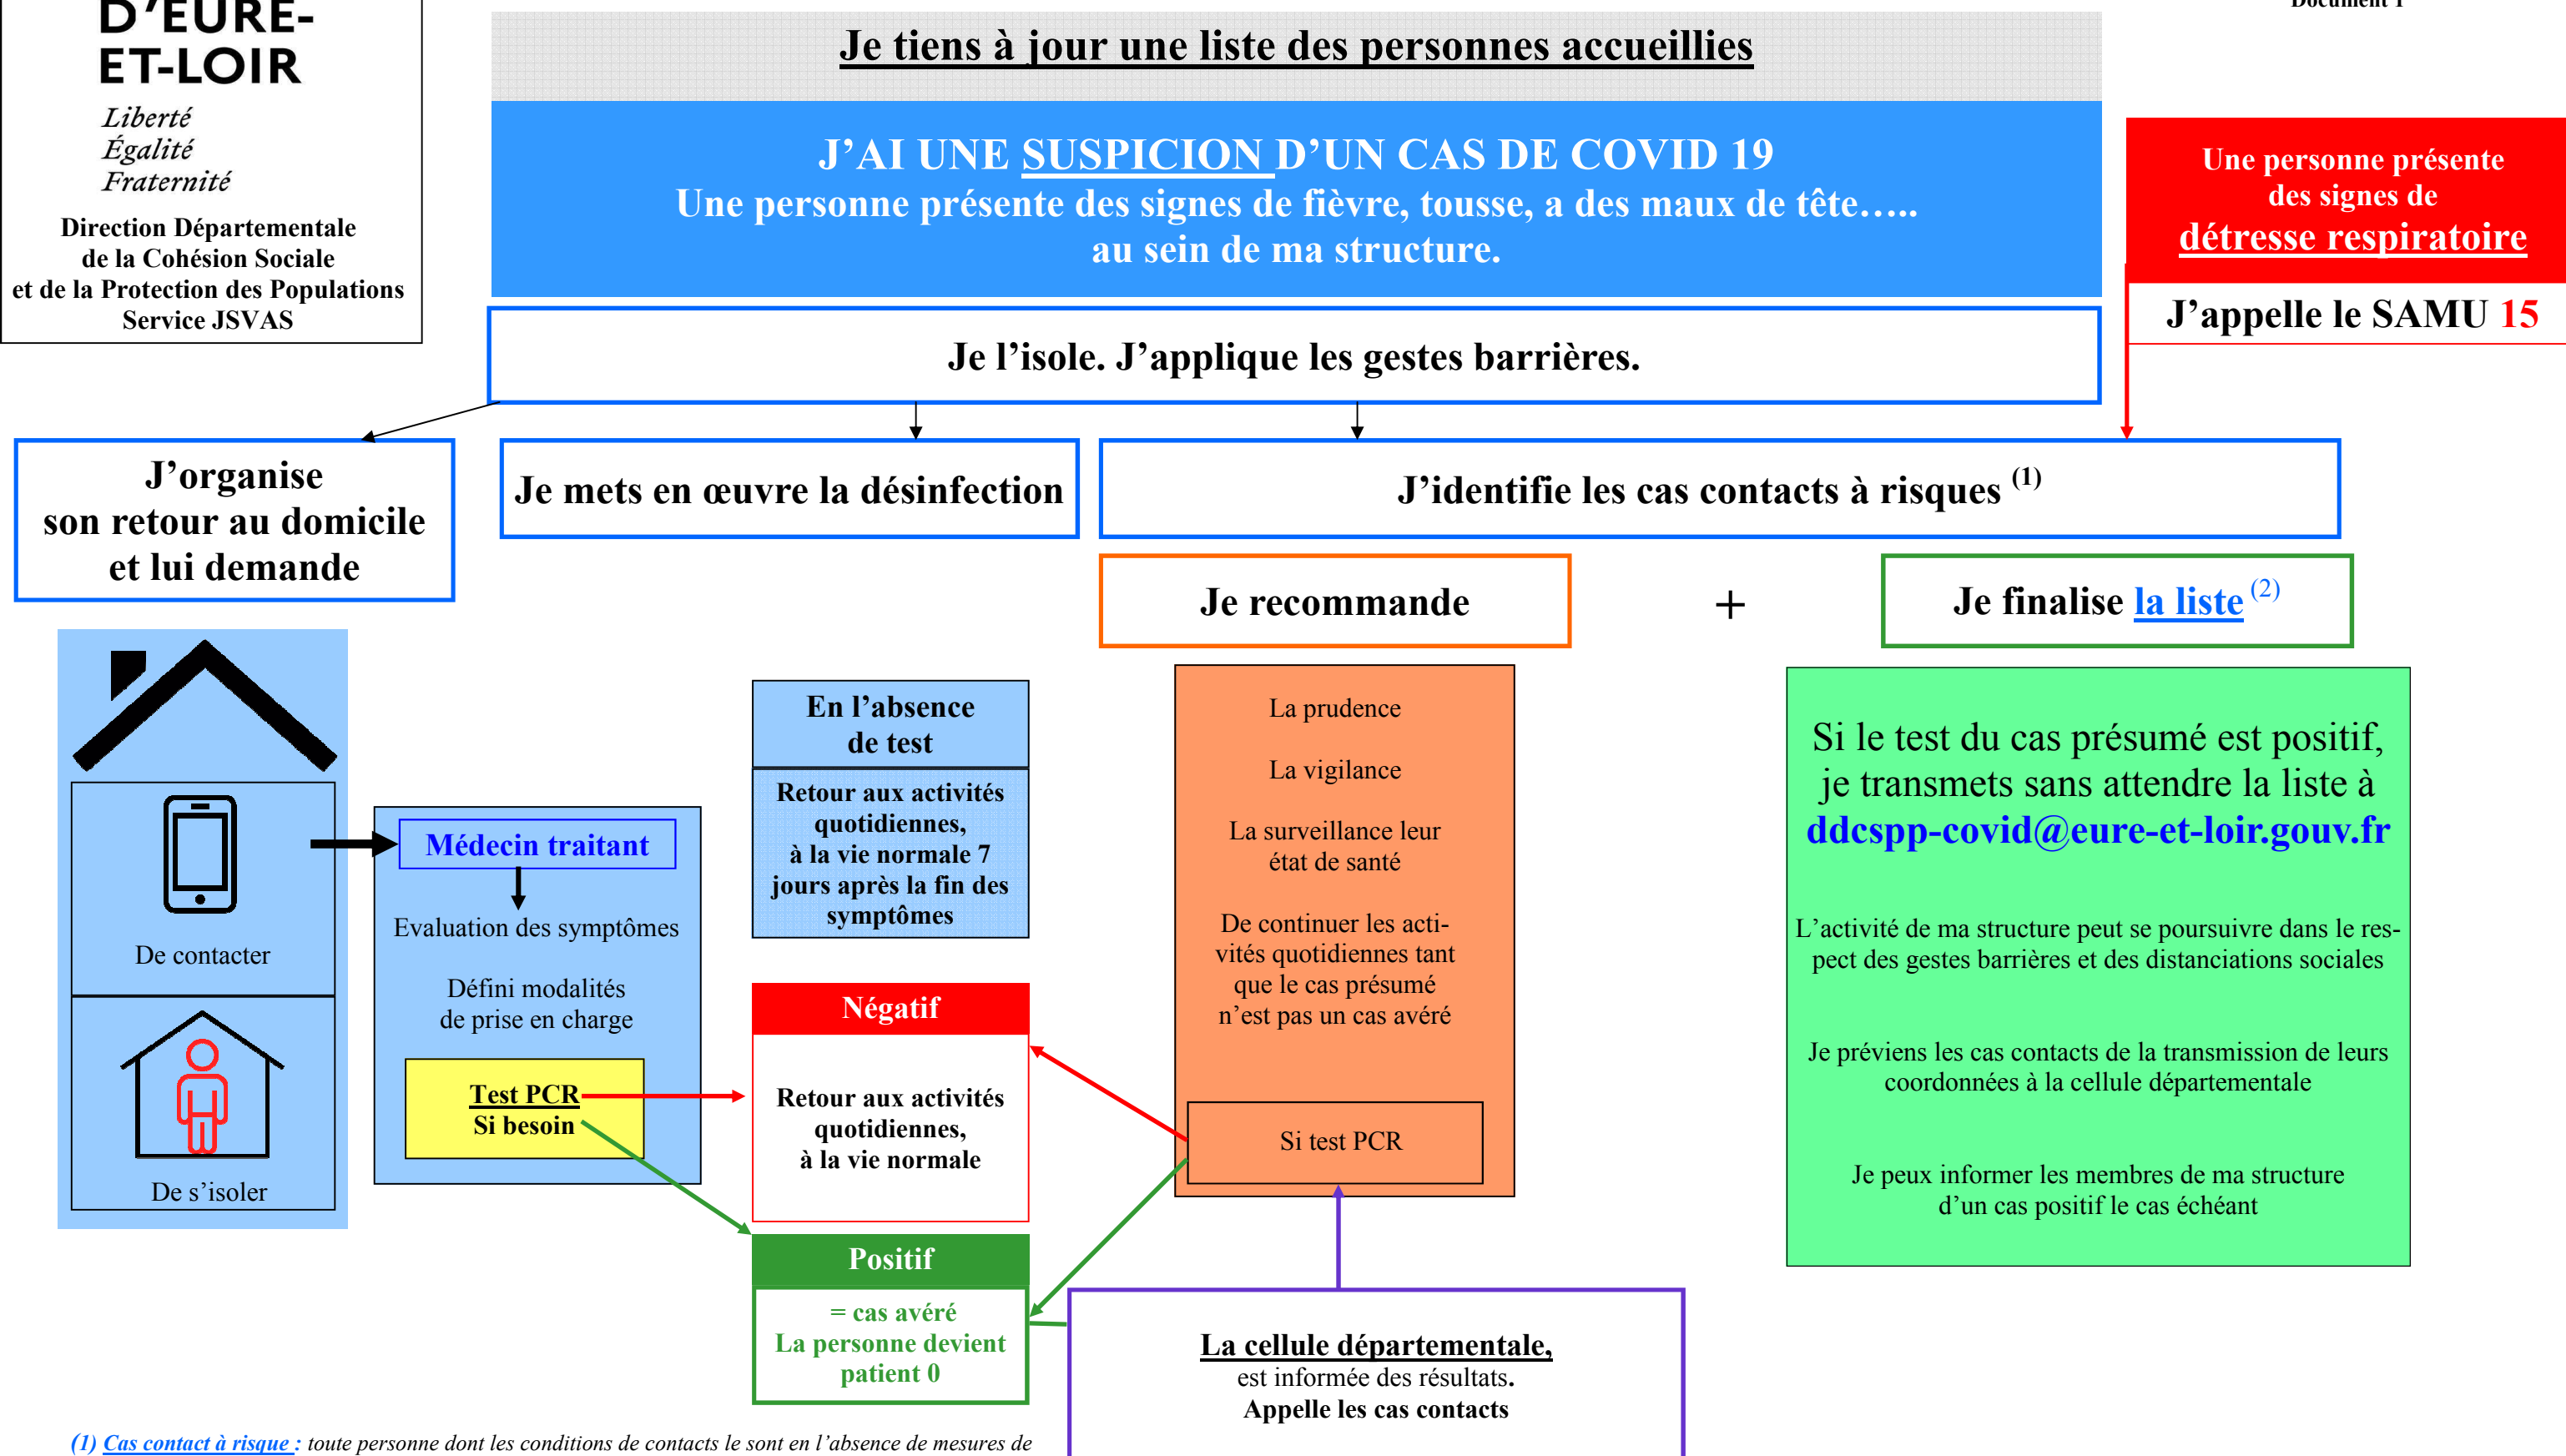 D’EURE-
ET-LOIR
Liberté
Égalité
Fraternité
Direction Départementale
de la Cohésion Sociale
et de la Protection des Populations
Service JSVAS
Document 1
Je tiens à jour une liste des personnes accueillies
J’AI UNE SUSPICION D’UN CAS DE COVID 19
Une personne présente des signes de fièvre, tousse, a des maux de tête…..
au sein de ma structure.
Une personne présente
des signes de
détresse respiratoire
J’appelle le SAMU 15
Je l’isole. J’applique les gestes barrières.
J’organise
son retour au domicile
et lui demande
Je mets en œuvre la désinfection
J’identifie les cas contacts à risques (1)
Je recommande
+
Je finalise la liste (2)
De contacter
De s’isoler
Médecin traitant
Evaluation des symptômes
Défini modalités
de prise en charge
Test PCR
Si besoin
En l’absence
de test
Retour aux activités
quotidiennes,
à la vie normale 7
jours après la fin des
symptômes
Négatif
Retour aux activités
quotidiennes,
à la vie normale
Positif
= cas avéré
La personne devient
patient 0
La prudence
La vigilance
La surveillance leur
état de santé
De continuer les acti-
vités quotidiennes tant
que le cas présumé
n’est pas un cas avéré
Si test PCR
Si le test du cas présumé est positif,
je transmets sans attendre la liste à
ddcspp-covid@eure-et-loir.gouv.fr
L’activité de ma structure peut se poursuivre dans le res-
pect des gestes barrières et des distanciations sociales
Je préviens les cas contacts de la transmission de leurs
coordonnées à la cellule départementale
Je peux informer les membres de ma structure
d’un cas positif le cas échéant
La cellule départementale,
est informée des résultats.
Appelle les cas contacts
(1) Cas contact à risque : toute personne dont les conditions de contacts le sont en l’absence de mesures de